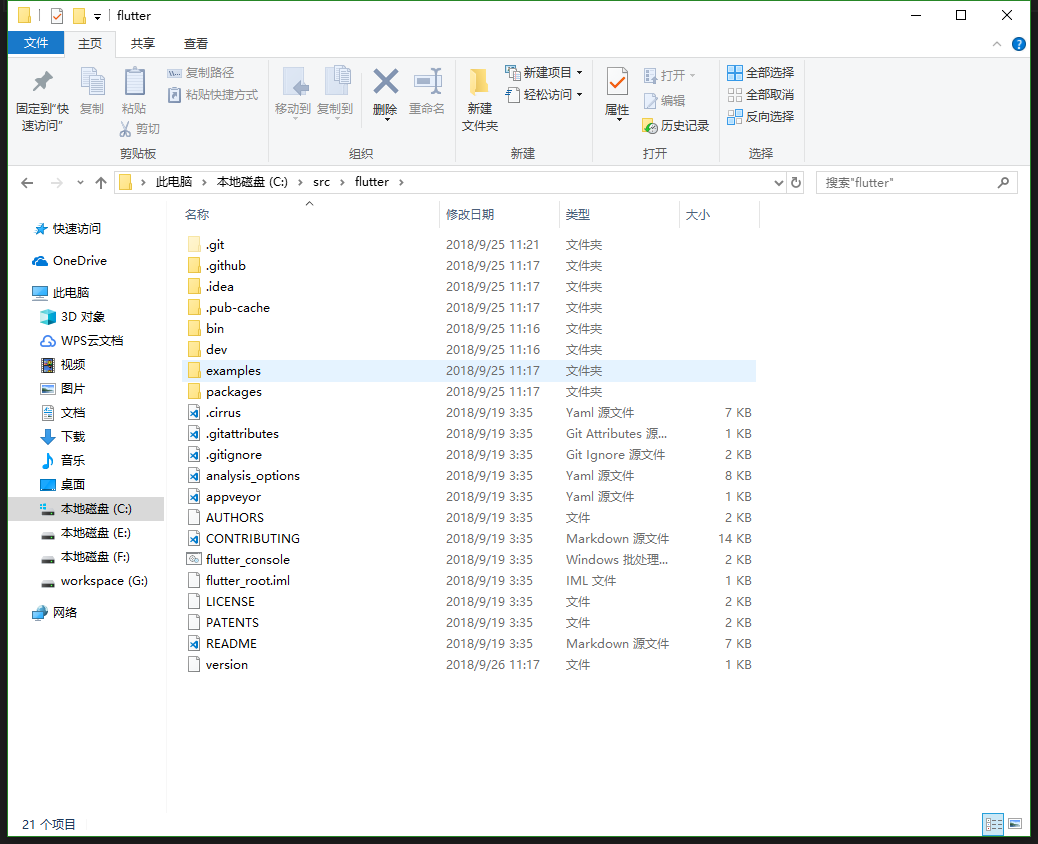 flutter
文件 主页 共享 查看
固定到"快速访问"
复制
粘贴
复制路径
粘贴快捷方式
剪切
剪贴板
移动到 复制到 删除 重命名
组织
新建文件夹
新建项目
轻松访问
新建
属性
打开
编辑
历史记录
打开
全部选择
全部取消
反向选择
选择
此电脑 本地磁盘 (C:) src flutter
搜索"flutter"
快速访问
OneDrive
此电脑
3D 对象
WPS云文档
视频
图片
文档
下载
音乐
桌面
本地磁盘 (C:)
本地磁盘 (E:)
本地磁盘 (F:)
workspace (G:)
网络
名称 修改日期 类型 大小
.git 2018/9/25 11:21 文件夹
.github 2018/9/25 11:17 文件夹
.idea 2018/9/25 11:17 文件夹
.pub-cache 2018/9/25 11:17 文件夹
bin 2018/9/25 11:16 文件夹
dev 2018/9/25 11:16 文件夹
examples 2018/9/25 11:17 文件夹
packages 2018/9/25 11:17 文件夹
.cirrus 2018/9/19 3:35 Yaml 源文件 7 KB
.gitattributes 2018/9/19 3:35 Git Attributes 源... 1 KB
.gitignore 2018/9/19 3:35 Git Ignore 源文件 2 KB
analysis_options 2018/9/19 3:35 Yaml 源文件 8 KB
appveyor 2018/9/19 3:35 Yaml 源文件 1 KB
AUTHORS 2018/9/19 3:35 文件 2 KB
CONTRIBUTING 2018/9/19 3:35 Markdown 源文件 14 KB
flutter_console 2018/9/19 3:35 Windows 批处理... 2 KB
flutter_root.iml 2018/9/19 3:35 IML 文件 1 KB
LICENSE 2018/9/19 3:35 文件 2 KB
PATENTS 2018/9/19 3:35 文件 2 KB
README 2018/9/19 3:35 Markdown 源文件 7 KB
version 2018/9/26 11:17 文件 1 KB
21 个项目